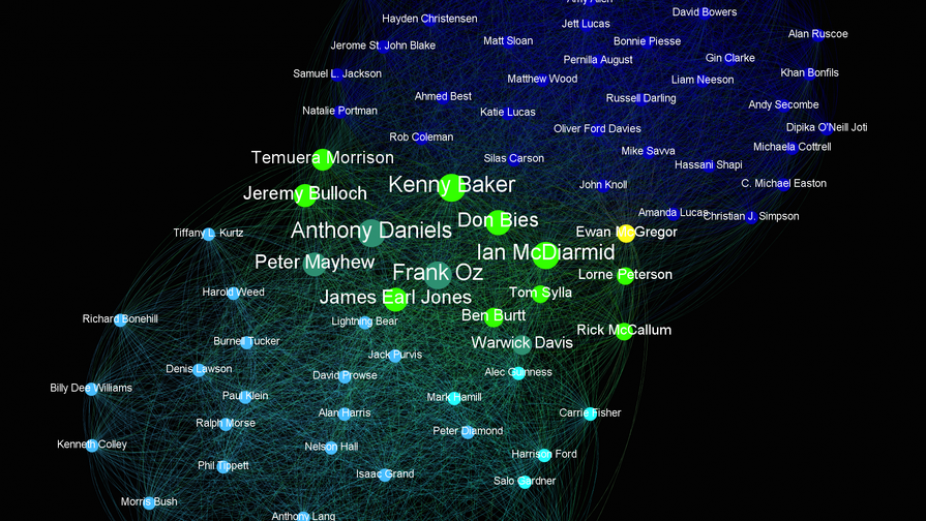 Amy Allen
David Bowers
Hayden Christensen
Jett Lucas
Alan Ruscoe
Jerome St. John Blake
Matt Sloan
Bonnie Piesse
Pernilla August
Gin Clarke
Samuel L. Jackson
Matthew Wood
Liam Neeson
Khan Bonfils
Natalie Portman
Ahmed Best
Katie Lucas
Russell Darling
Andy Secombe
Rob Coleman
Oliver Ford Davies
Dipika O'Neill Joti
Temuera Morrison
Silas Carson
Mike Savva
Michaela Cottrell
Hassani Shapi
Jeremy Bulloch
Kenny Baker
John Knoll
C. Michael Easton
Don Bies
Amanda Lucas
Christian J. Simpson
Tiffany L. Kurtz
Anthony Daniels
Ewan McGregor
Peter Mayhew
Ian McDiarmid
Frank Oz
Lorne Peterson
Harold Weed
James Earl Jones
Tom Sylla
Richard Bonehill
Lightning Bear
Ben Burtt
Rick McCallum
Burnell Tucker
Jack Purvis
Warwick Davis
Denis Lawson
David Prowse
Alec Guinness
Billy Dee Williams
Paul Klein
Mark Hamill
Ralph Morse
Alan Harris
Carrie Fisher
Kenneth Colley
Nelson Hall
Peter Diamond
Phil Tippett
Isaac Grand
Harrison Ford
Salo Gardner
Morris Bush
Anthony Lang